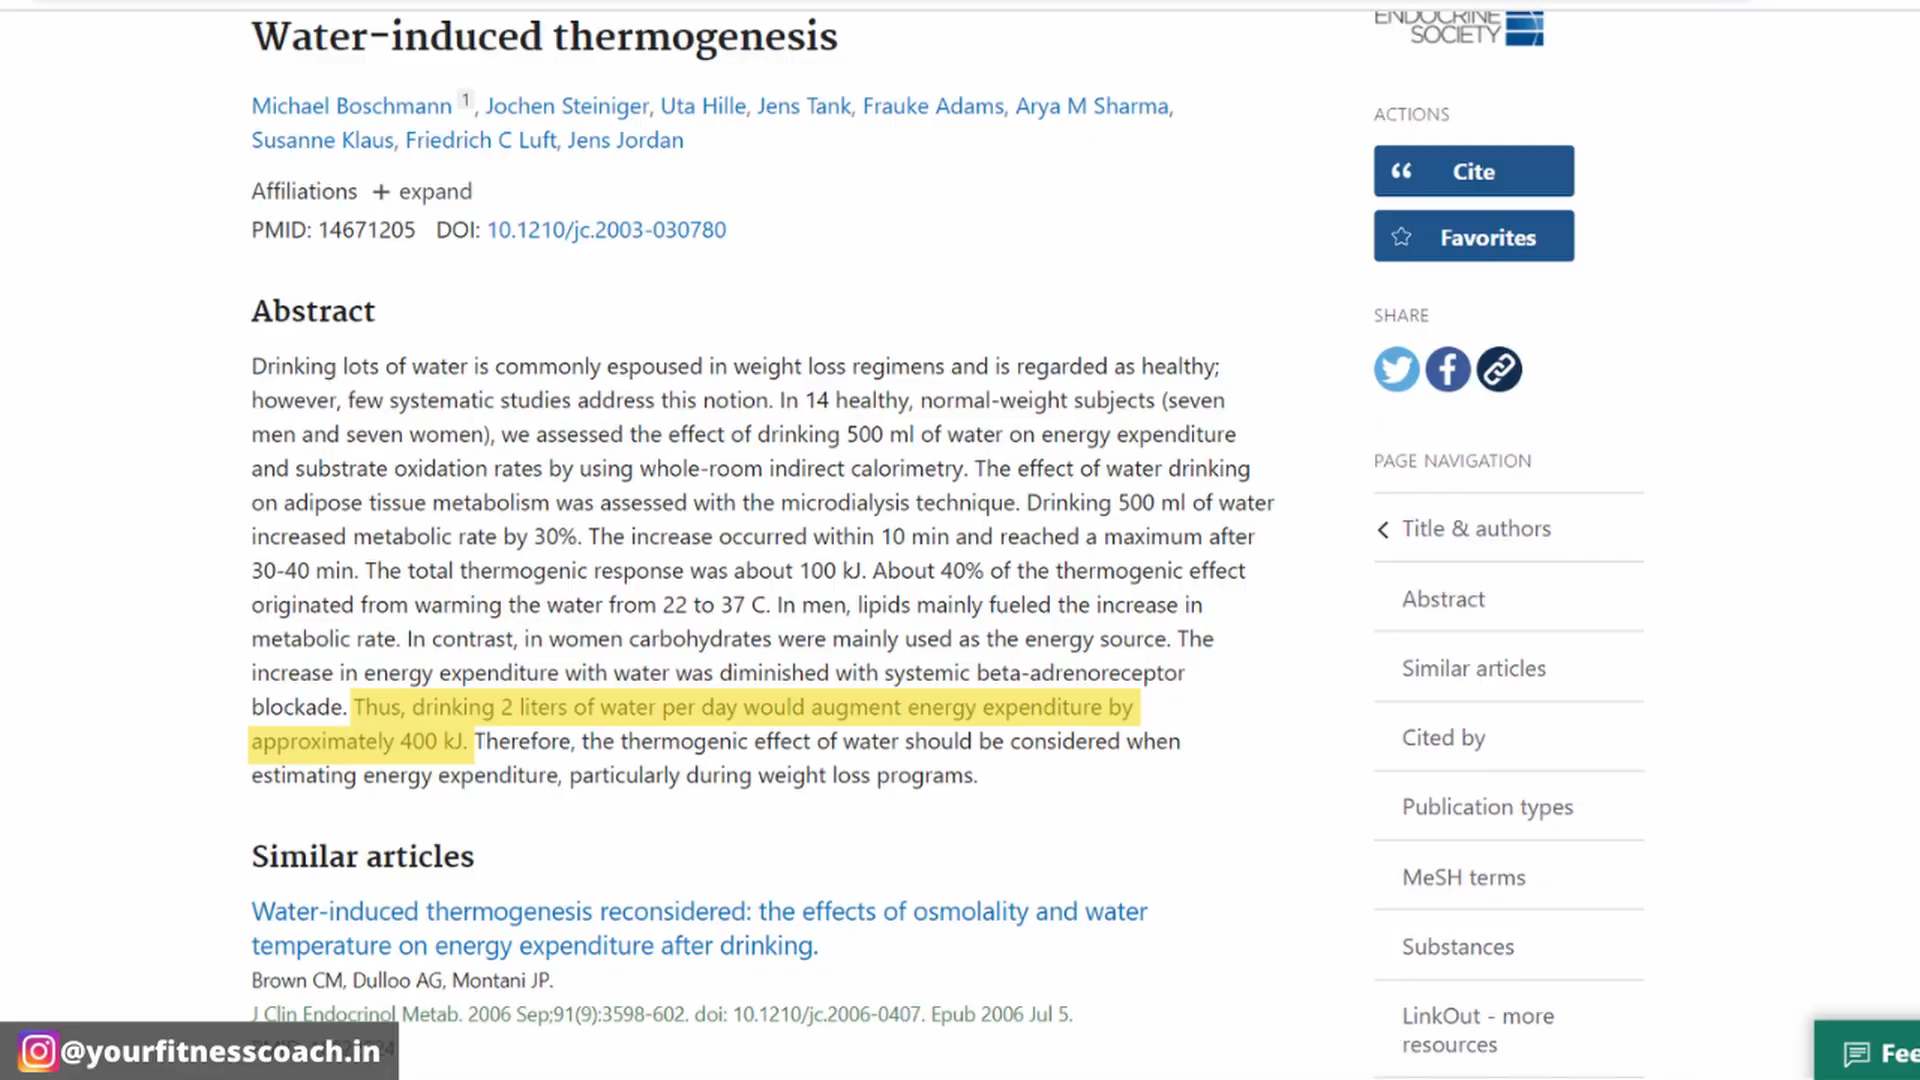 Water-induced thermogenesis
ENDOCRINE
SOCIETY
Michael Boschmann 1, Jochen Steiniger, Uta Hille, Jens Tank, Frauke Adams, Arya M Sharma,
Susanne Klaus, Friedrich C Luft, Jens Jordan
Affiliations + expand
PMID: 14671205 DOI: 10.1210/jc.2003-030780
Abstract
Drinking lots of water is commonly espoused in weight loss regimens and is regarded as healthy;
however, few systematic studies address this notion. In 14 healthy, normal-weight subjects (seven
men and seven women), we assessed the effect of drinking 500 ml of water on energy expenditure
and substrate oxidation rates by using whole-room indirect calorimetry. The effect of water drinking
on adipose tissue metabolism was assessed with the microdialysis technique. Drinking 500 ml of water
increased metabolic rate by 30%. The increase occurred within 10 min and reached a maximum after
30-40 min. The total thermogenic response was about 100 kJ. About 40% of the thermogenic effect
originated from warming the water from 22 to 37 C. In men, lipids mainly fueled the increase in
metabolic rate. In contrast, in women carbohydrates were mainly used as the energy source. The
increase in energy expenditure with water was diminished with systemic beta-adrenoreceptor
blockade. Thus, drinking 2 liters of water per day would augment energy expenditure by
approximately 400 kJ. Therefore, the thermogenic effect of water should be considered when
estimating energy expenditure, particularly during weight loss programs.
Similar articles
Water-induced thermogenesis reconsidered: the effects of osmolality and water
temperature on energy expenditure after drinking.
Brown CM, Dulloo AG, Montani JP.
J Clin Endocrinol Metab. 2006 Sep;91(9):3598-602. doi: 10.1210/jc.2006-0407. Epub 2006 Jul 5.
@yourfitnesscoach.in
ACTIONS
Cite
Favorites
SHARE
PAGE NAVIGATION
Title & authors
Abstract
Similar articles
Cited by
Publication types
MeSH terms
Substances
LinkOut - more
resources
Fee